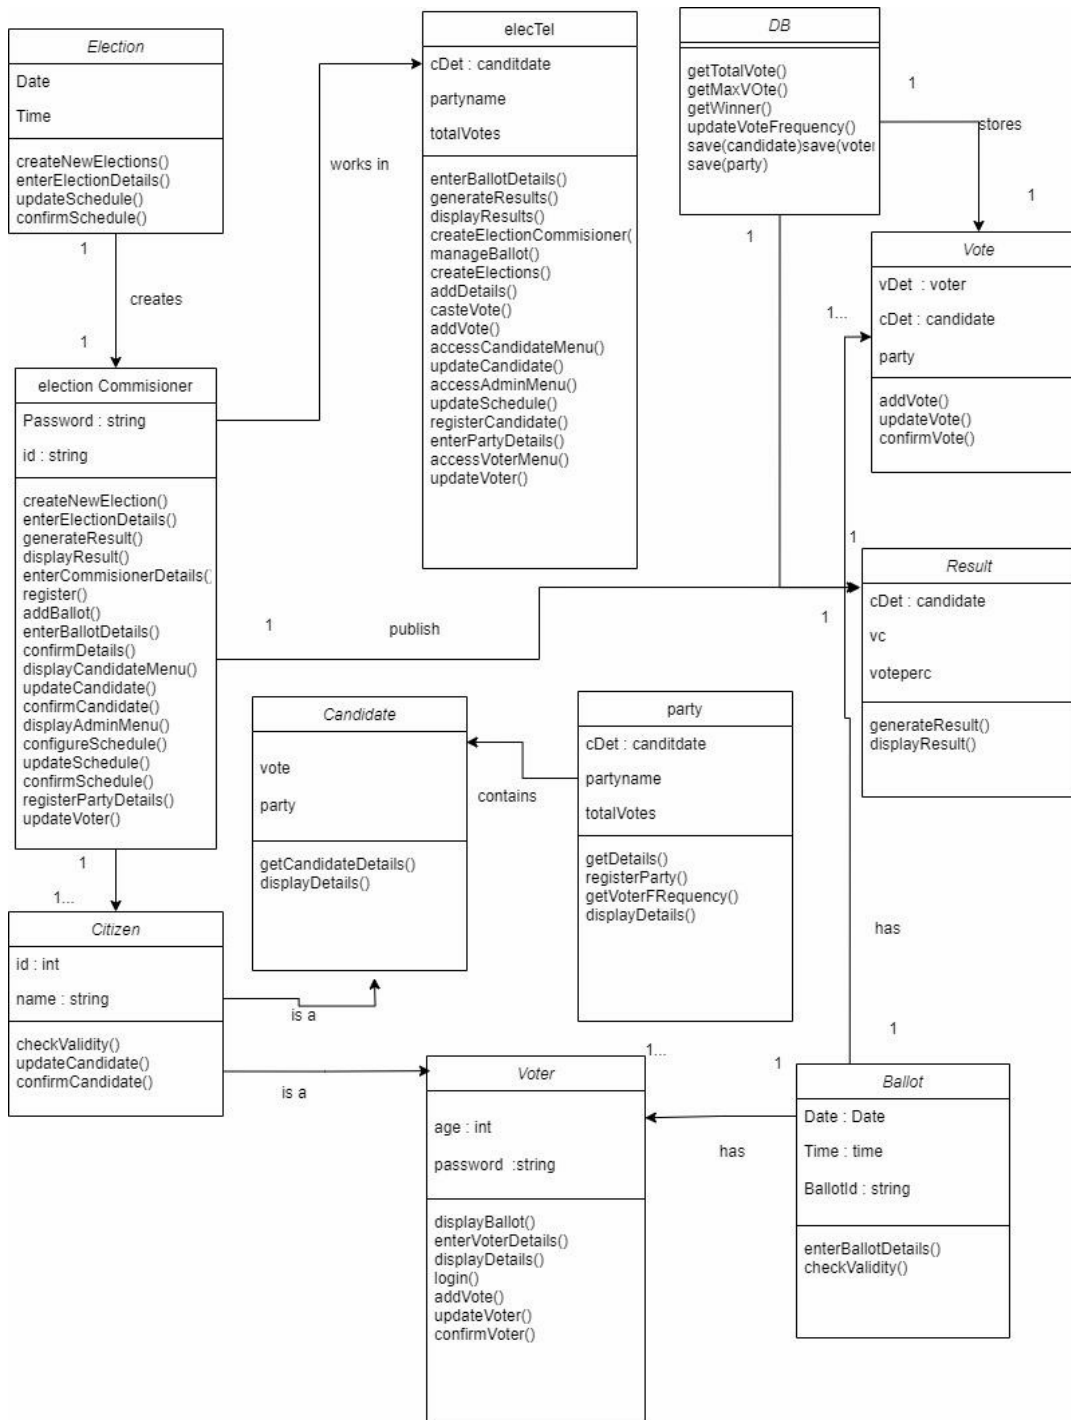 Election
Date
Time
createNewElections()
enterElectionDetails()
updateSchedule()
confirmSchedule()
1
creates
1
election Commisioner
Password : string
id : string
createNewElection()
enterElectionDetails()
generateResult()
displayResult()
enterCommisionerDetails(
register()
addBallot()
enterBallotDetails()
confirmDetails()
displayCandidateMenu()
updateCandidate()
confirmCandidate()
displayAdminMenu()
configureSchedule()
updateSchedule()
confirmSchedule()
registerPartyDetails()
updateVoter()
1
1...
Citizen
id : int
name : string
checkValidity()
updateCandidate()
confirmCandidate()
works in
elecTel
cDet : canditdate
partyname
totalVotes
enterBallotDetails()
generateResults()
displayResults()
createElectionCommisioner(
manageBallot()
createElections()
addDetails()
casteVote()
addVote()
accessCandidateMenu()
updateCandidate()
accessAdminMenu()
updateSchedule()
registerCandidate()
enterPartyDetails()
accessVoterMenu()
updateVoter()
DB
getTotalVote()
getMaxVOte()
getWinner()
updateVoteFrequency()
save(candidate)save(voter
save(party)
1
stores
1
1
Vote
vDet : voter
cDet : candidate
party
addVote()
updateVote()
confirmVote()
1...
1
Result
cDet : candidate
vc
voteperc
generateResult()
displayResult()
1
publish
1
Candidate
vote
party
getCandidateDetails()
displayDetails()
contains
party
cDet : canditdate
partyname
totalVotes
getDetails()
registerParty()
getVoterFRequency()
displayDetails()
is a
is a
Voter
age : int
password :string
displayBallot()
enterVoterDetails()
displayDetails()
login()
addVote()
updateVoter()
confirmVoter()
1...
1
has
has
1
Ballot
Date : Date
Time : time
BallotId : string
enterBallotDetails()
checkValidity()